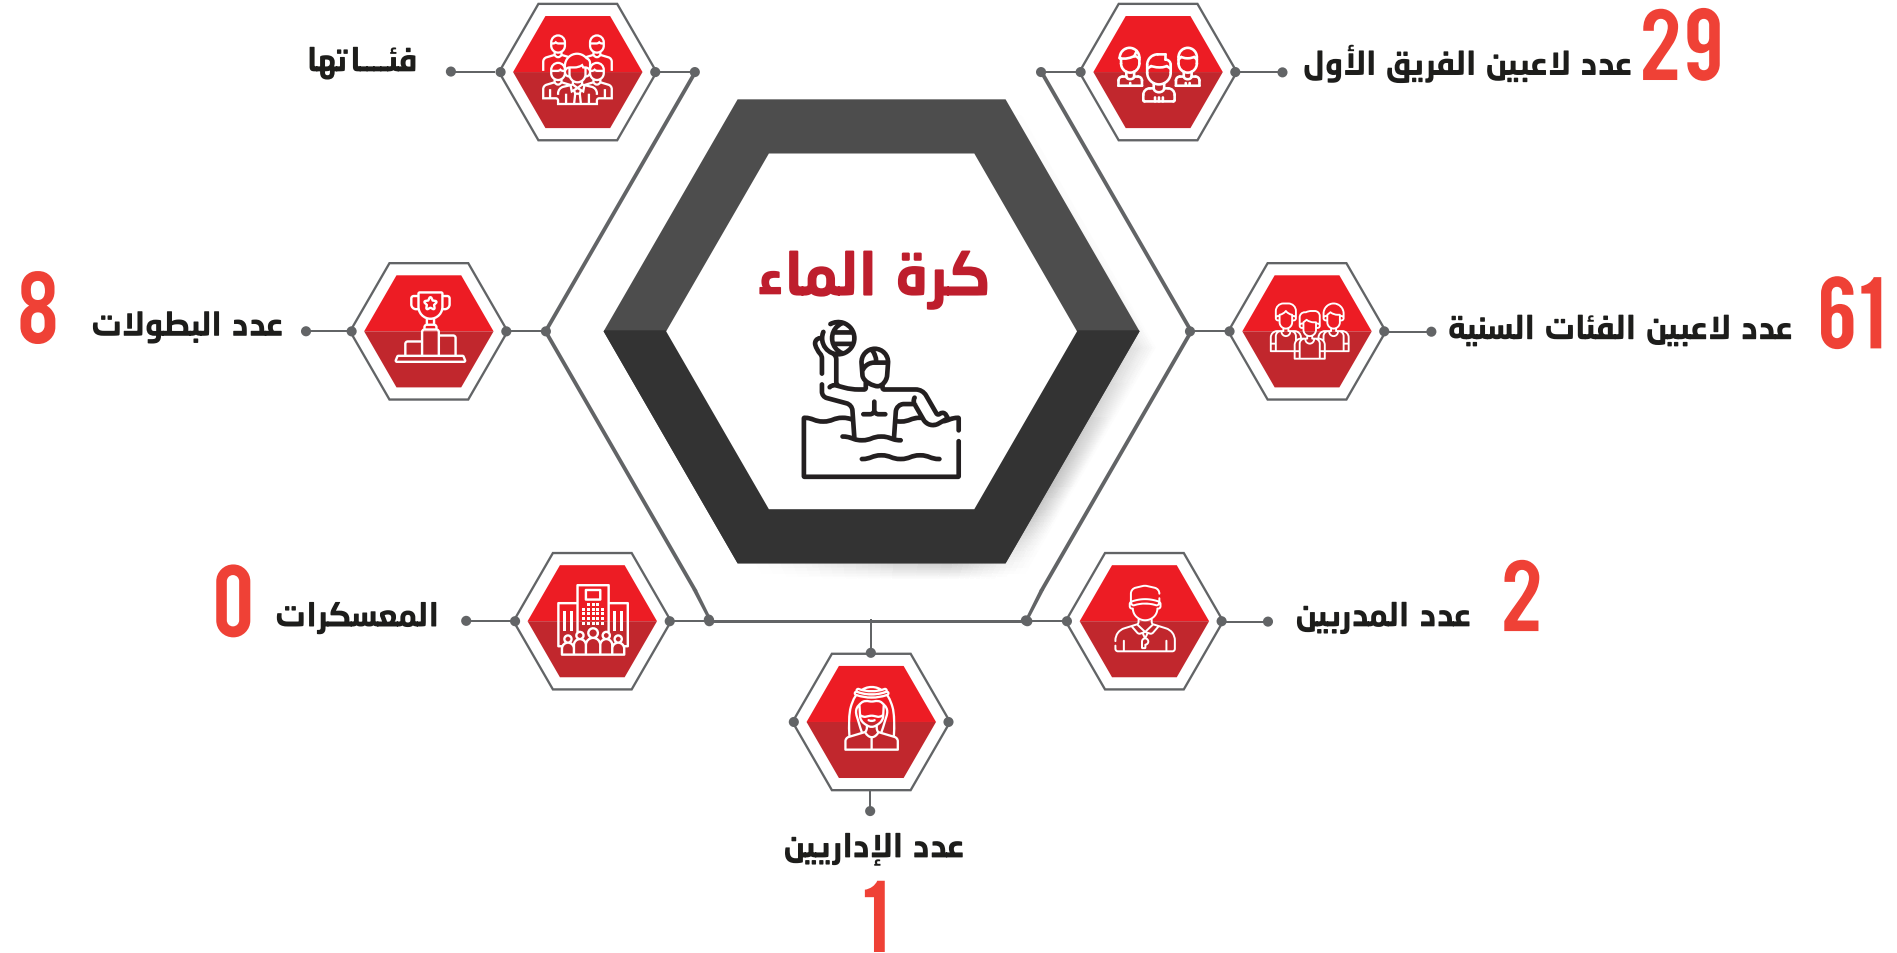 عدد لاعبين الفريق الأول 29
فئـــاتها
كرة الماء
عدد لاعبين الفئات السنية 61
عدد البطولات 8
عدد المدربين 2
المعسكرات 0
عدد الإداريين
1